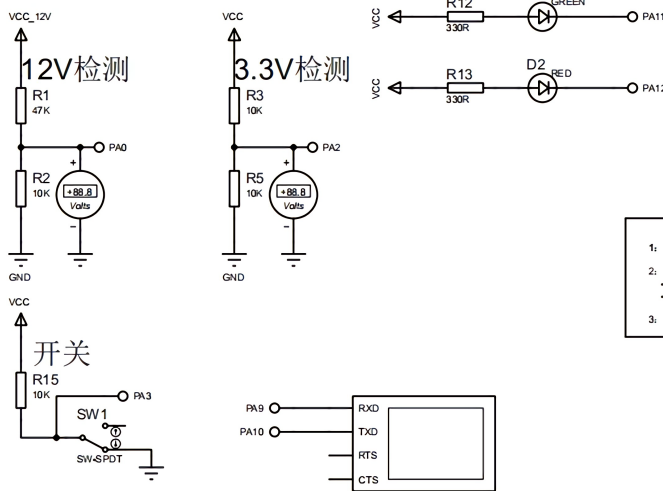 VCC_12V
12V检测
R1
47K
PA0
R2
10K
+88.8
Volts
GND
VCC
3.3V检测
R3
10K
PA2
R5
10K
+88.8
Volts
GND
VCC
R12
330R
GREEN
PA11
VCC
R13
330R
D2
RED
PA12
1:
2:
3:
VCC
开关
R15
10K
PA3
SW1
SW-SPDT
PA9
RXD
PA10
TXD
RTS
CTS